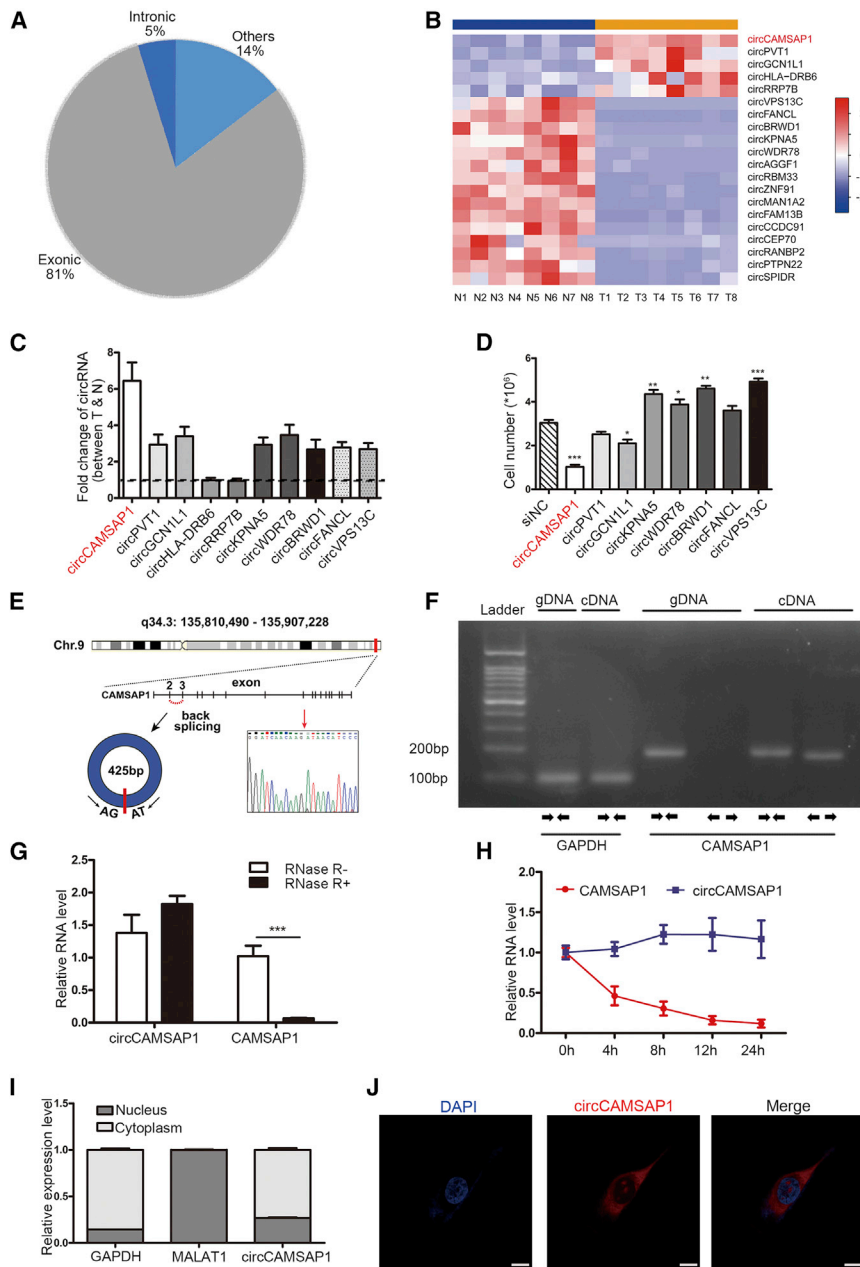 A
Intronic
5%
Others
14%
Exonic
81%
B
circCAMSAP1
circPVT1
circGCN1L1
circHLA-DRB6
circRRP7B
circVPS13C
circFANCL
circBRWD1
circKPNA5
circWDR78
circAGGF1
circRBM33
circZNF91
circMAN1A2
circFAM13B
circCCDC91
circCEP70
circRANBP2
circPTPN22
circSPIDR
N1 N2 N3 N4 N5 N6 N7 N8 T1 T2 T3 T4 T5 T6 T7 T8
C
Fold change of circRNA
(between T & N)
8
6
4
2
0
circCAMSAP1
circPVT1
circGCN1L1
circHLA-DRB6
circRRP7B
circKPNA5
circWDR78
circBRWD1
circFANCL
circVPS13C
D
Cell number (*10⁶)
6
4
2
0
***
*
**
*
**
***
siNC
circCAMSAP1
circPVT1
circGCN1L1
circKPNA5
circWDR78
circBRWD1
circFANCL
circVPS13C
E
q34.3: 135,810,490 - 135,907,228
Chr.9
2 3 exon
CAMSAP1
back
splicing
425bp
AG AT
F
Ladder gDNA cDNA gDNA cDNA
200bp
100bp
GAPDH CAMSAP1
G
Relative RNA level
2.5
2.0
1.5
1.0
0.5
0.0
RNase R-
RNase R+
***
circCAMSAP1 CAMSAP1
H
CAMSAP1 circCAMSAP1
Relative RNA level
1.5
1.0
0.5
0.0
0h 4h 8h 12h 24h
I
Relative expression level
1.5
1.0
0.5
0.0
Nucleus
Cytoplasm
GAPDH MALAT1 circCAMSAP1
J
DAPI circCAMSAP1 Merge